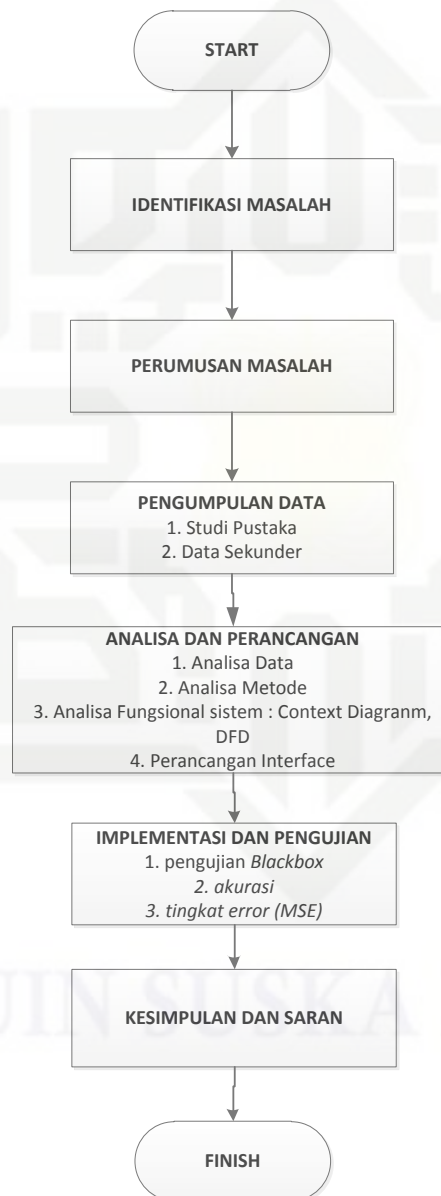 START
IDENTIFIKASI MASALAH
PERUMUSAN MASALAH
PENGUMPULAN DATA
1. Studi Pustaka
2. Data Sekunder
ANALISA DAN PERANCANGAN
1. Analisa Data
2. Analisa Metode
3. Analisa Fungsional sistem : Context Diagranm,
DFD
4. Perancangan Interface
IMPLEMENTASI DAN PENGUJIAN
1. pengujian Blackbox
2. akurasi
3. tingkat error (MSE)
UIN SUSKA
KESIMPULAN DAN SARAN
FINISH